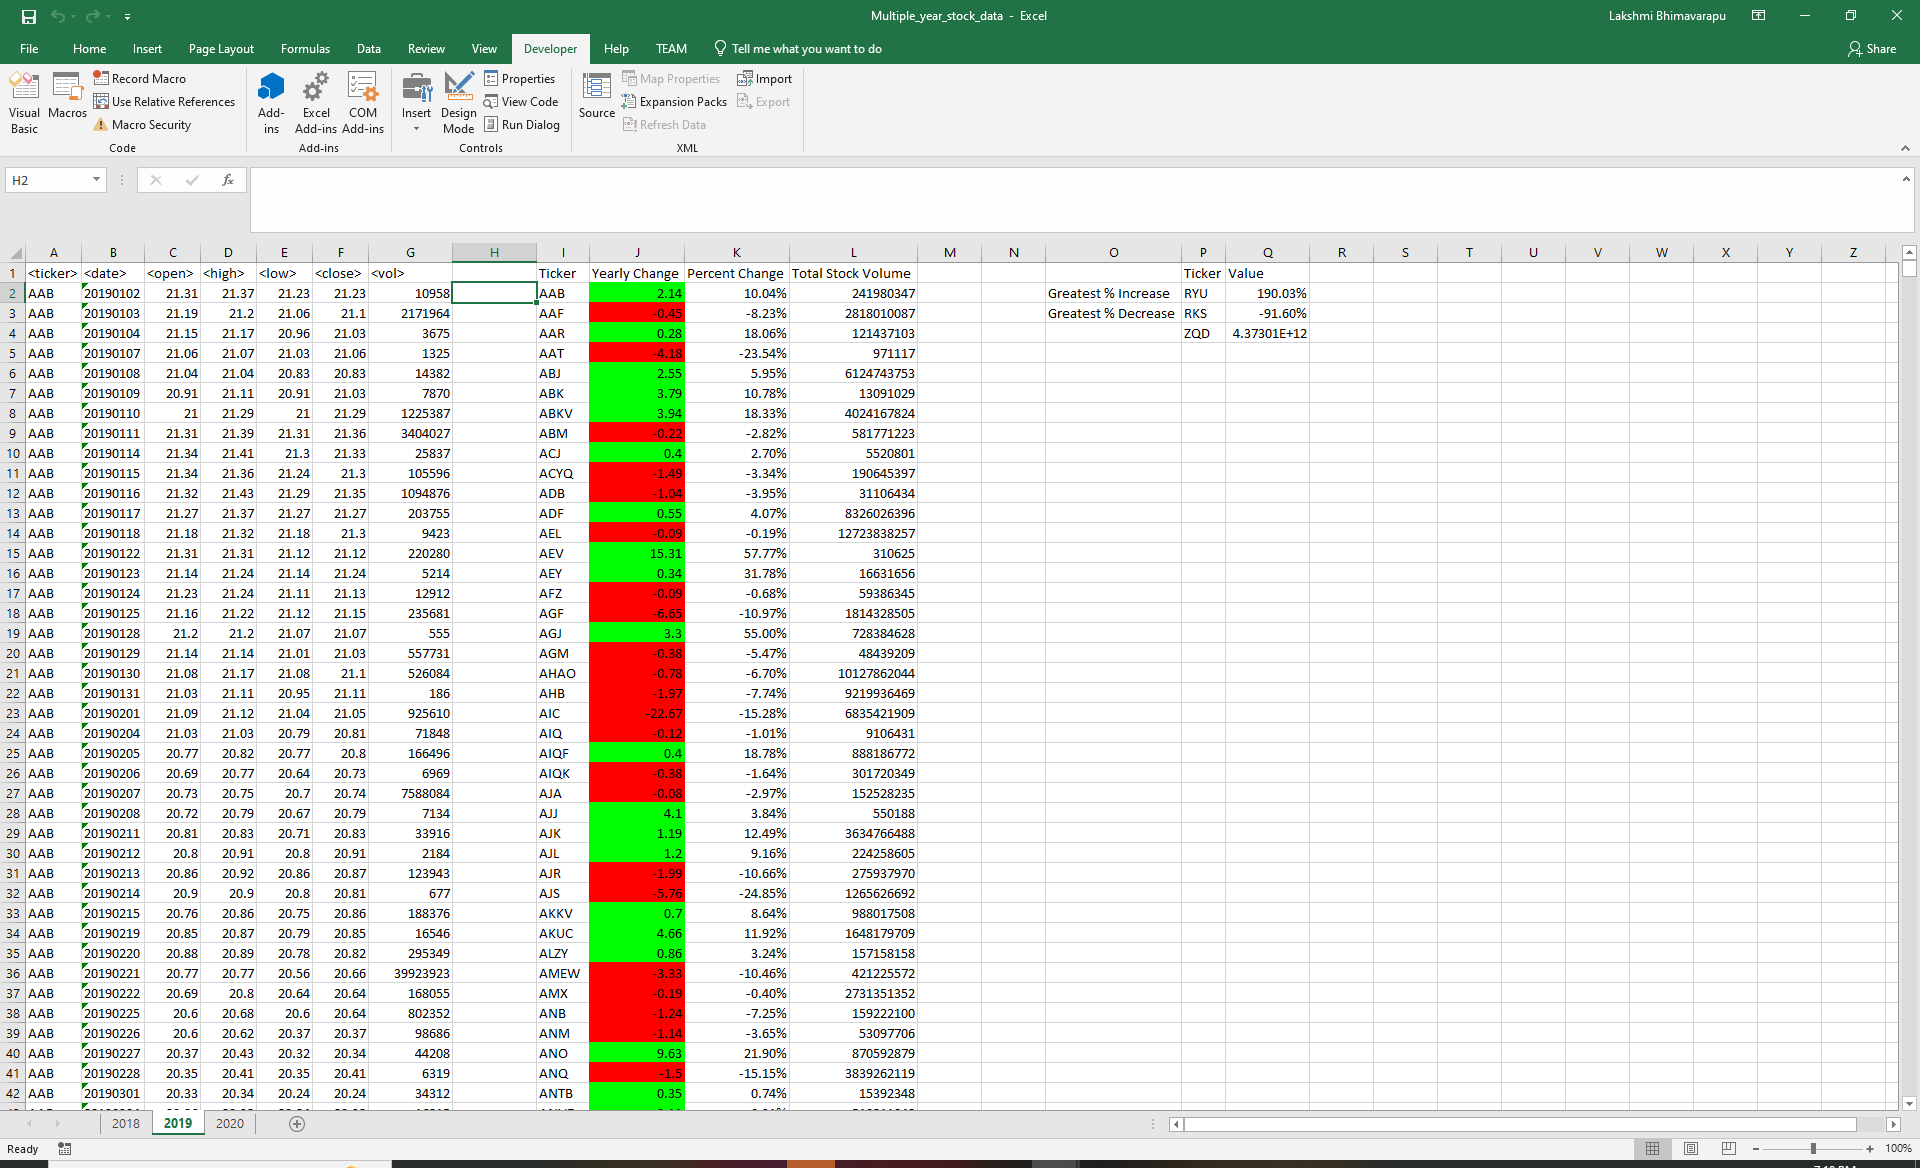 Multiple_year_stock_data - Excel
Lakshmi Bhimavarapu
File Home Insert Page Layout Formulas Data Review View Developer Help TEAM Tell me what you want to do Share
Visual Basic
Macros
Record Macro
Use Relative References
Macro Security
Code
Add-ins
Excel Add-ins
COM Add-ins
Add-ins
Insert
Design Mode
Properties
View Code
Run Dialog
Controls
Source
Map Properties
Expansion Packs
Refresh Data
Import
Export
XML
H2 fx
A B C D E F G H I J K L M N O P Q R S T U V W X Y Z
1 <ticker> <date> <open> <high> <low> <close> <vol> Ticker Yearly Change Percent Change Total Stock Volume Ticker Value
2 AAB 20190102 21.31 21.37 21.23 21.23 10958 AAB 2.14 10.04% 241980347 Greatest % Increase RYU 190.03%
3 AAB 20190103 21.19 21.2 21.06 21.1 2171964 AAF -0.45 -8.23% 2818010087 Greatest % Decrease RKS -91.60%
4 AAB 20190104 21.15 21.17 20.96 21.03 3675 AAR 0.28 18.06% 121437103 ZQD 4.37301E+12
5 AAB 20190107 21.06 21.07 21.03 21.06 1325 AAT -4.18 -23.54% 971117
6 AAB 20190108 21.04 21.04 20.83 20.83 14382 ABJ 2.55 5.95% 6124743753
7 AAB 20190109 20.91 21.11 20.91 21.03 7870 ABK 3.79 10.78% 13091029
8 AAB 20190110 21 21.29 21 21.29 1225387 ABKV 3.94 18.33% 4024167824
9 AAB 20190111 21.31 21.39 21.31 21.36 3404027 ABM -0.22 -2.82% 581771223
10 AAB 20190114 21.34 21.41 21.3 21.33 25837 ACJ 0.4 2.70% 5520801
11 AAB 20190115 21.34 21.36 21.24 21.3 105596 ACYQ -1.49 -3.34% 190645397
12 AAB 20190116 21.32 21.43 21.29 21.35 1094876 ADB -1.04 -3.95% 31106434
13 AAB 20190117 21.27 21.37 21.27 21.27 203755 ADF 0.55 4.07% 8326026396
14 AAB 20190118 21.18 21.32 21.18 21.3 9423 AEL -0.09 -0.19% 12723838257
15 AAB 20190122 21.31 21.31 21.12 21.12 220280 AEV 15.31 57.77% 310625
16 AAB 20190123 21.14 21.24 21.14 21.24 5214 AEY 0.34 31.78% 16631656
17 AAB 20190124 21.23 21.24 21.11 21.13 12912 AFZ -0.09 -0.68% 59386345
18 AAB 20190125 21.16 21.22 21.12 21.15 235681 AGF -6.65 -10.97% 1814328505
19 AAB 20190128 21.2 21.2 21.07 21.07 555 AGJ 3.3 55.00% 728384628
20 AAB 20190129 21.14 21.14 21.01 21.03 557731 AGM -0.38 -5.47% 48439209
21 AAB 20190130 21.08 21.17 21.08 21.1 526084 AHAO -0.78 -6.70% 10127862044
22 AAB 20190131 21.03 21.11 20.95 21.11 186 AHB -1.97 -7.74% 9219936469
23 AAB 20190201 21.09 21.12 21.04 21.05 925610 AIC -22.67 -15.28% 6835421909
24 AAB 20190204 21.03 21.03 20.79 20.81 71848 AIQ -0.12 -1.01% 9106431
25 AAB 20190205 20.77 20.82 20.77 20.8 166496 AIQF 0.4 18.78% 888186772
26 AAB 20190206 20.69 20.77 20.64 20.73 6969 AIQK -0.38 -1.64% 301720349
27 AAB 20190207 20.73 20.75 20.7 20.74 7588084 AJA -0.08 -2.97% 152528235
28 AAB 20190208 20.72 20.79 20.67 20.79 7134 AJJ 4.1 3.84% 550188
29 AAB 20190211 20.81 20.83 20.71 20.83 33916 AJK 1.19 12.49% 3634766488
30 AAB 20190212 20.8 20.91 20.8 20.91 2184 AJL 1.2 9.16% 224258605
31 AAB 20190213 20.86 20.92 20.86 20.87 123943 AJR -1.99 -10.66% 275937970
32 AAB 20190214 20.9 20.9 20.8 20.81 677 AJS -5.76 -24.85% 1265626692
33 AAB 20190215 20.76 20.86 20.75 20.86 188376 AKKV 0.7 8.64% 988017508
34 AAB 20190219 20.85 20.87 20.79 20.85 16546 AKUC 4.66 11.92% 1648179709
35 AAB 20190220 20.88 20.89 20.78 20.82 295349 ALZY 0.86 3.24% 157158158
36 AAB 20190221 20.77 20.77 20.56 20.66 39923923 AMEW -3.33 -10.46% 421225572
37 AAB 20190222 20.69 20.8 20.64 20.64 168055 AMX -0.19 -0.40% 2731351352
38 AAB 20190225 20.6 20.68 20.6 20.64 802352 ANB -1.24 -7.25% 159222100
39 AAB 20190226 20.6 20.62 20.37 20.37 98686 ANM -1.14 -3.65% 53097706
40 AAB 20190227 20.37 20.43 20.32 20.34 44208 ANO 9.63 21.90% 870592879
41 AAB 20190228 20.35 20.41 20.35 20.41 6319 ANQ -1.5 -15.15% 3839262119
42 AAB 20190301 20.33 20.34 20.24 20.24 34312 ANTB 0.35 0.74% 15392348
2018 2019 2020
Ready 100%